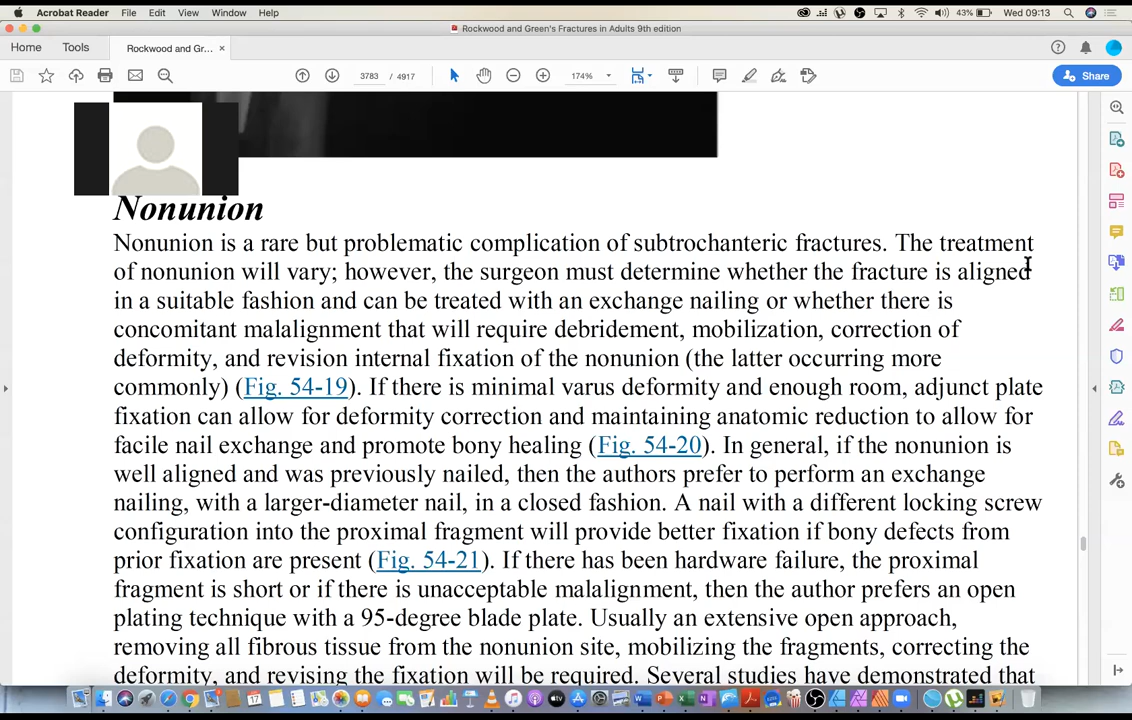 Acrobat Reader File Edit View Window Help 43% Wed 09:13
Rockwood and Green's Fractures in Adults 9th edition
Home Tools Rockwood and Gr... ×
3783 / 4917 174% Share
Nonunion
Nonunion is a rare but problematic complication of subtrochanteric fractures. The treatment
of nonunion will vary; however, the surgeon must determine whether the fracture is aligned
in a suitable fashion and can be treated with an exchange nailing or whether there is
concomitant malalignment that will require debridement, mobilization, correction of
deformity, and revision internal fixation of the nonunion (the latter occurring more
commonly) (Fig. 54-19). If there is minimal varus deformity and enough room, adjunct plate
fixation can allow for deformity correction and maintaining anatomic reduction to allow for
facile nail exchange and promote bony healing (Fig. 54-20). In general, if the nonunion is
well aligned and was previously nailed, then the authors prefer to perform an exchange
nailing, with a larger-diameter nail, in a closed fashion. A nail with a different locking screw
configuration into the proximal fragment will provide better fixation if bony defects from
prior fixation are present (Fig. 54-21). If there has been hardware failure, the proximal
fragment is short or if there is unacceptable malalignment, then the author prefers an open
plating technique with a 95-degree blade plate. Usually an extensive open approach,
removing all fibrous tissue from the nonunion site, mobilizing the fragments, correcting the
deformity, and revising the fixation will be required. Several studies have demonstrated that